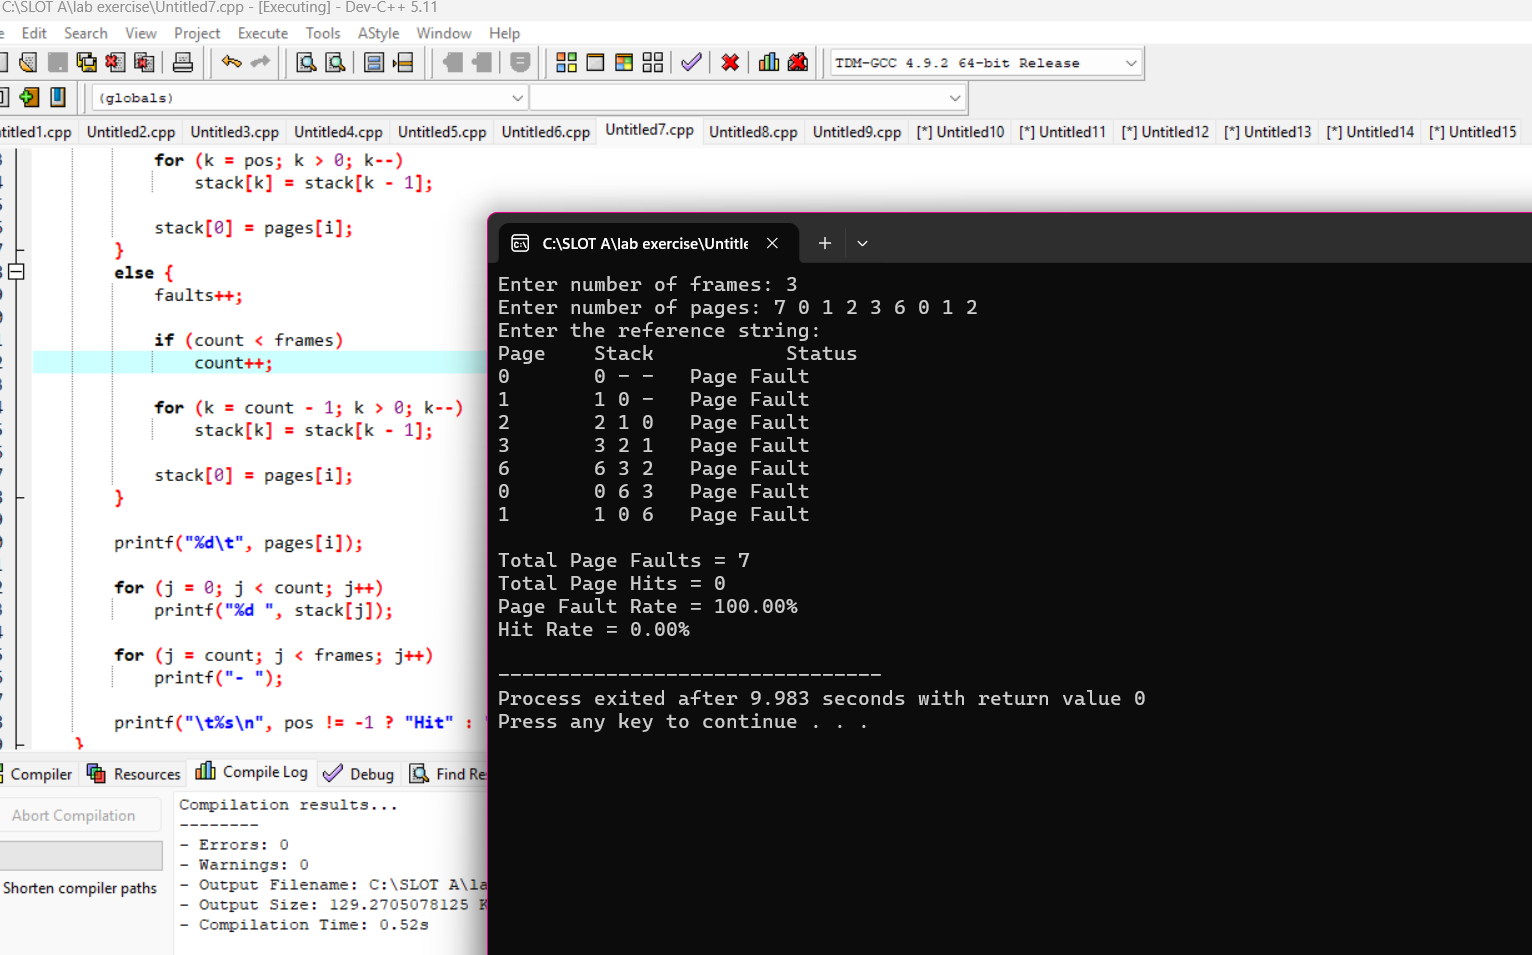 C:\SLOT A\lab exercise\Untitled7.cpp - [Executing] - Dev-C++ 5.11
Edit Search View Project Execute Tools AStyle Window Help
TDM-GCC 4.9.2 64-bit Release
(globals)
Untitled2.cpp Untitled3.cpp Untitled4.cpp Untitled5.cpp Untitled6.cpp Untitled7.cpp Untitled8.cpp Untitled9.cpp [*] Untitled10 [*] Untitled11 [*] Untitled12 [*] Untitled13 [*] Untitled14 [*] Untitled15
for (k = pos; k > 0; k--)
stack[k] = stack[k - 1];
stack[0] = pages[i];
}
else {
faults++;
if (count < frames)
count++;
for (k = count - 1; k > 0; k--)
stack[k] = stack[k - 1];
stack[0] = pages[i];
}
printf("%d\t", pages[i]);
for (j = 0; j < count; j++)
printf("%d ", stack[j]);
for (j = count; j < frames; j++)
printf("- ");
printf("\t%s\n", pos != -1 ? "Hit" :
}
C:\SLOT A\lab exercise\Untitle
Enter number of frames: 3
Enter number of pages: 7 0 1 2 3 6 0 1 2
Enter the reference string:
Page Stack Status
0 0 - - Page Fault
1 1 0 - Page Fault
2 2 1 0 Page Fault
3 3 2 1 Page Fault
6 6 3 2 Page Fault
0 0 6 3 Page Fault
1 1 0 6 Page Fault
Total Page Faults = 7
Total Page Hits = 0
Page Fault Rate = 100.00%
Hit Rate = 0.00%
--------------------------------
Process exited after 9.983 seconds with return value 0
Press any key to continue . . .
Compiler Resources Compile Log Debug Find Re
Abort Compilation
Shorten compiler paths
Compilation results...
--------
- Errors: 0
- Warnings: 0
- Output Filename: C:\SLOT A\la
- Output Size: 129.2705078125
- Compilation Time: 0.52s